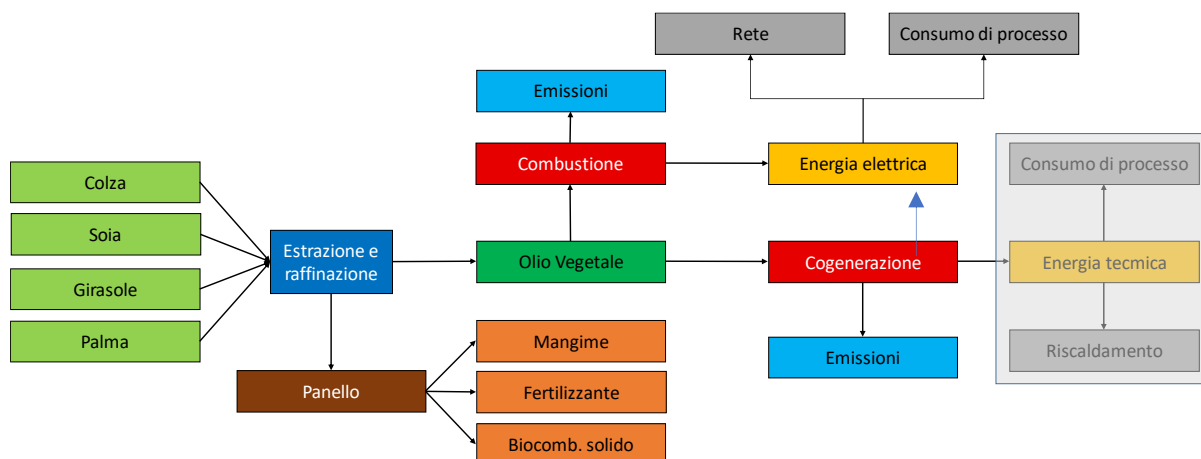 Rete
Consumo di processo
Emissioni
Combustione
Energia elettrica
Consumo di processo
Colza
Soia
Girasole
Palma
Estrazione e
raffinazione
Olio Vegetale
Cogenerazione
Energia tecmica
Mangime
Emissioni
Riscaldamento
Panello
Fertilizzante
Biocomb. solido